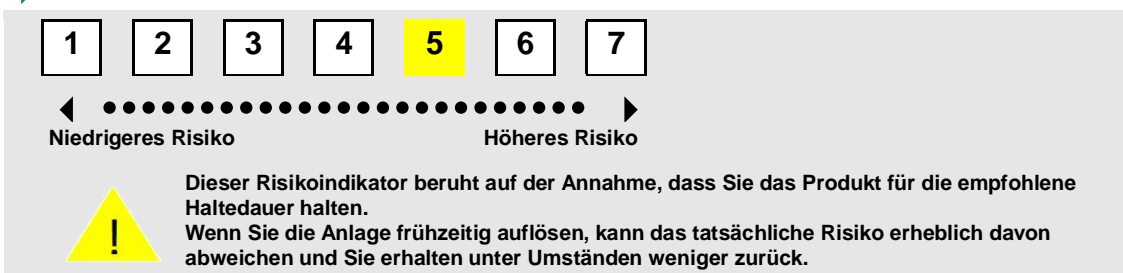 1 2 3 4 5 6 7
Niedrigeres Risiko Höheres Risiko
Dieser Risikoindikator beruht auf der Annahme, dass Sie das Produkt für die empfohlene
Haltedauer halten.
! Wenn Sie die Anlage frühzeitig auflösen, kann das tatsächliche Risiko erheblich davon
abweichen und Sie erhalten unter Umständen weniger zurück.